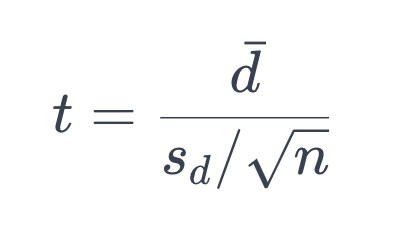 t = d̄ / (s_d/√n)